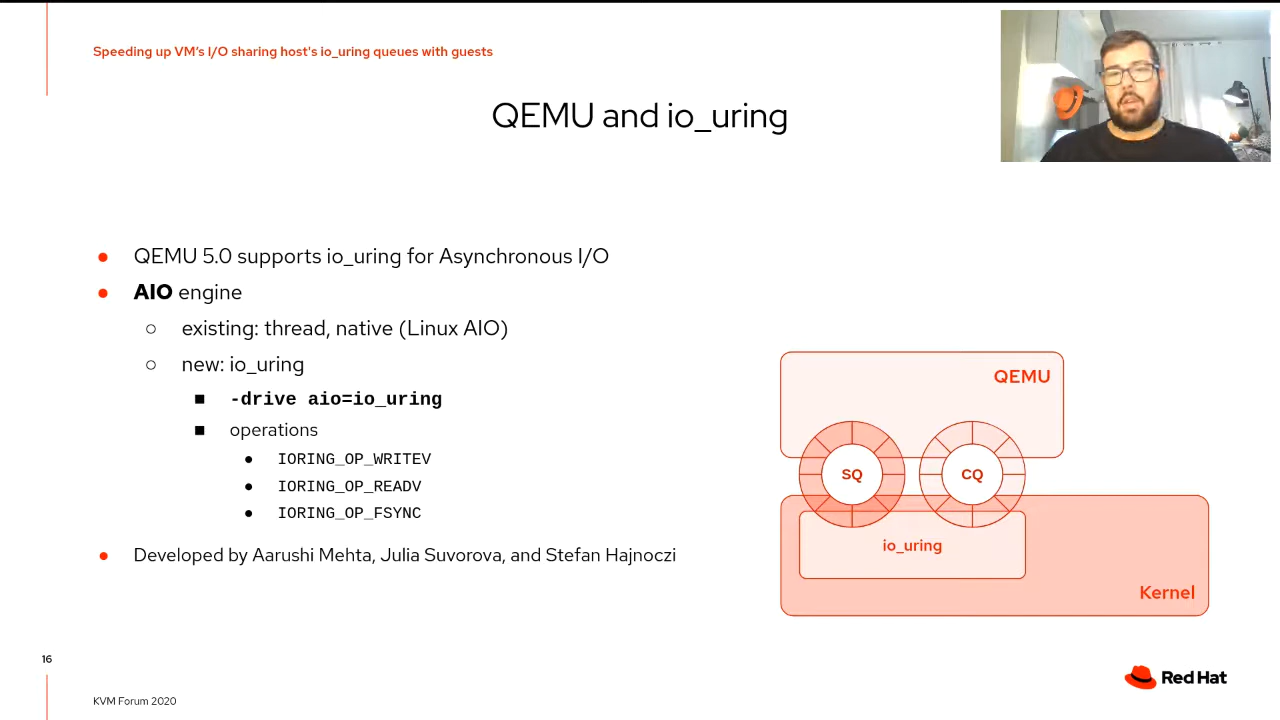 Speeding up VM's I/O sharing host's io_uring queues with guests
QEMU and io_uring
QEMU 5.0 supports io_uring for Asynchronous I/O
AIO engine
existing: thread, native (Linux AIO)
new: io_uring
-drive aio=io_uring
operations
IORING_OP_WRITEV
IORING_OP_READV
IORING_OP_FSYNC
Developed by Aarushi Mehta, Julia Suvorova, and Stefan Hajnoczi
QEMU
SQ
CQ
io_uring
Kernel
16
Red Hat
KVM Forum 2020